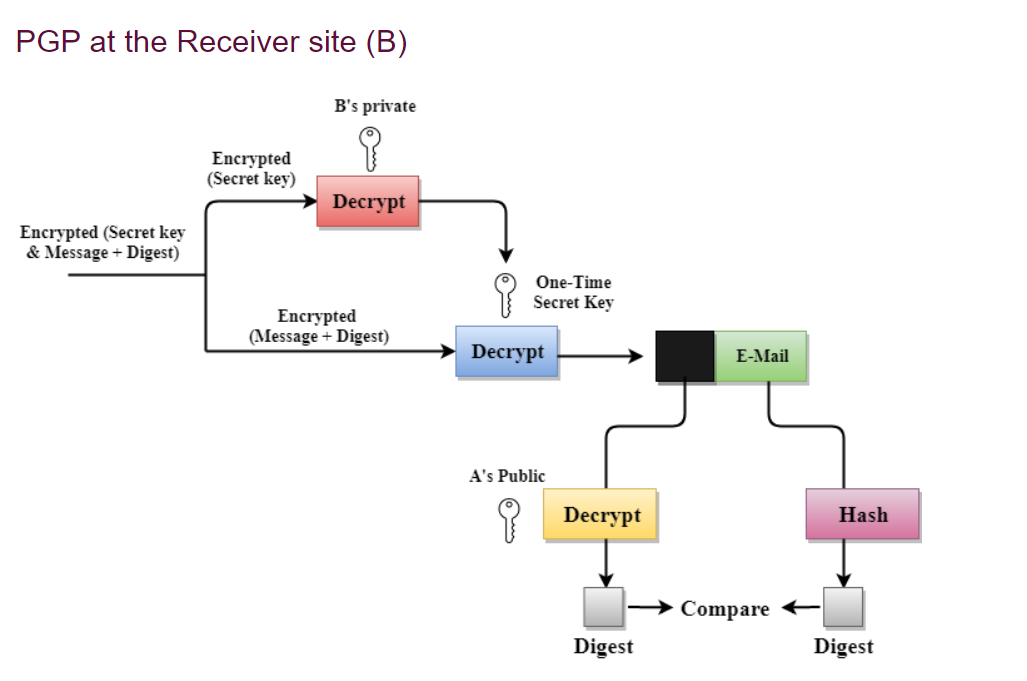 PGP at the Receiver site (B)
B's private
Encrypted
(Secret key)
Decrypt
Encrypted (Secret key
& Message + Digest)
One-Time
Secret Key
Encrypted
(Message + Digest)
Decrypt
E-Mail
A's Public
Decrypt
Hash
Compare
Digest
Digest